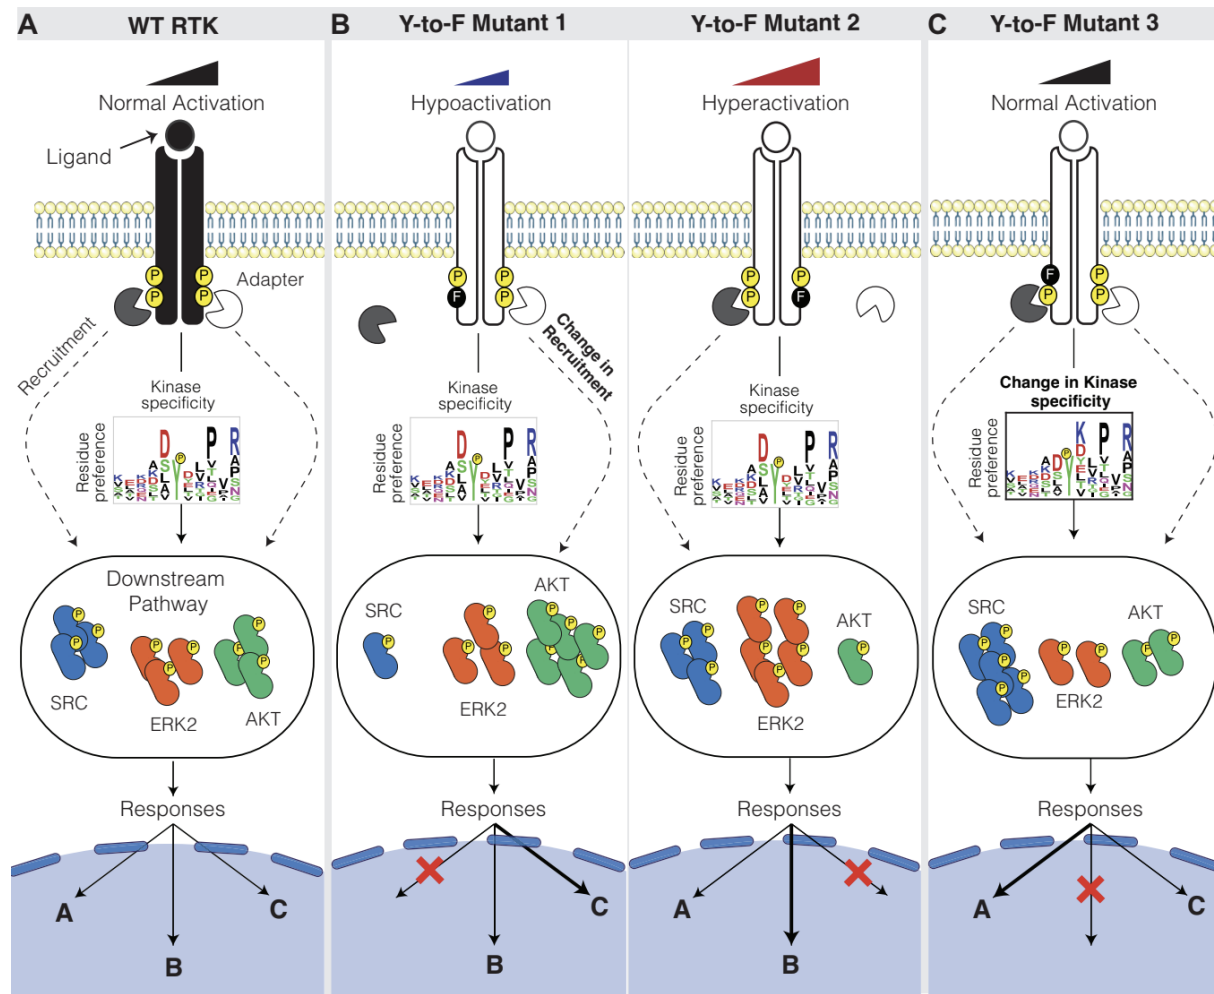 A WT RTK
Normal Activation
Ligand
P P
P P
Adapter
Recruitment
Kinase
specificity
Residue
preference
D
S
Y
P
P
R
Downstream
Pathway
P P P
P P P
P P P
SRC
ERK2
AKT
Responses
A
B
C
B Y-to-F Mutant 1
Hypoactivation
P P
F P
Change in
Recruitment
Kinase
specificity
Residue
preference
D
S
Y
P
P
R
SRC
AKT
ERK2
P
P P P
P P P P P
Responses
C
B
Y-to-F Mutant 2
Hyperactivation
P P
P F
Kinase
specificity
Residue
preference
D
S
Y
P
P
R
SRC
AKT
ERK2
P P P
P P P P P
P
Responses
A
B
C Y-to-F Mutant 3
Normal Activation
F P
P P
Change in Kinase
specificity
Residue
preference
K
D
Y
P
P
R
SRC
AKT
ERK2
P P P P P
P P
P P
Responses
A
C